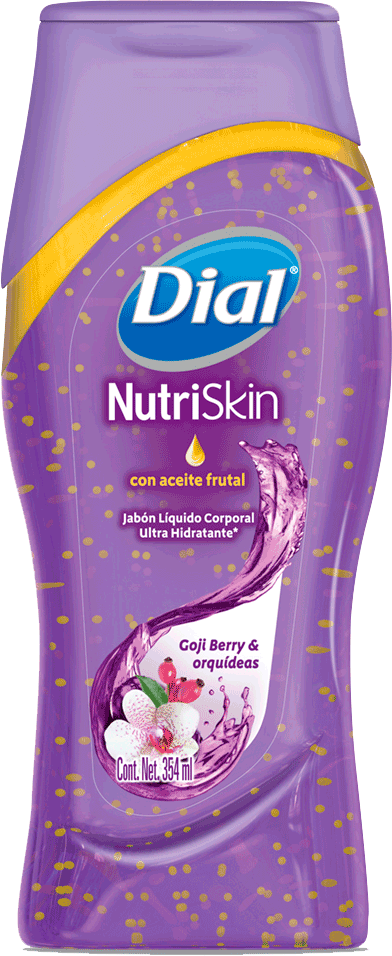 Dial®
NutriSkin
con aceite frutal
Jabón Líquido Corporal
Ultra Hidratante*
Goji Berry &
orquídeas
Cont. Net. 354 ml